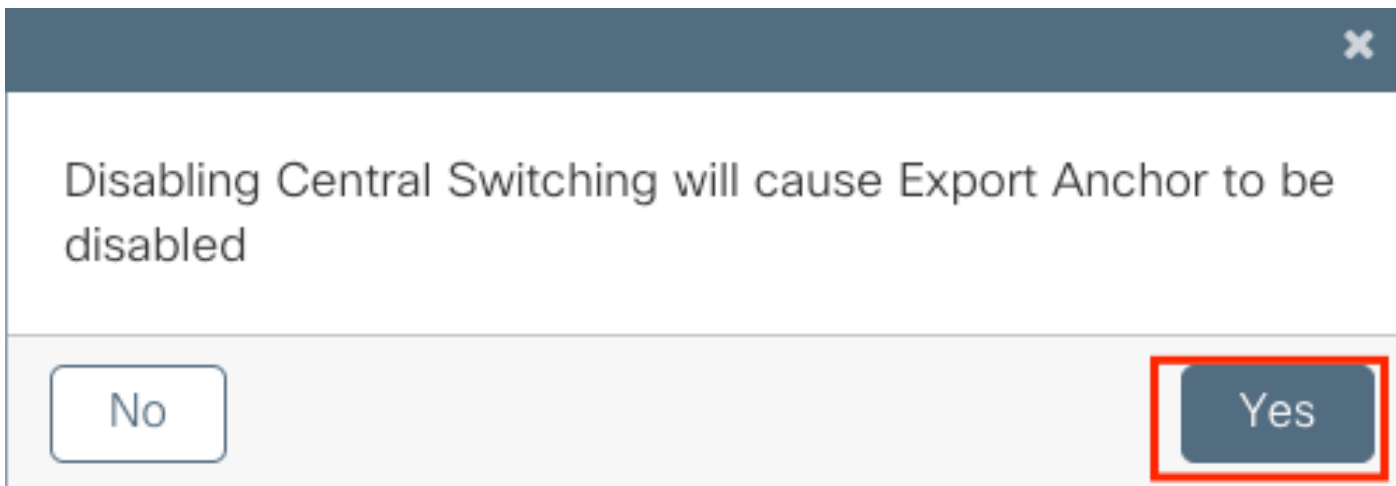 Disabling Central Switching will cause Export Anchor to be
disabled
No
Yes